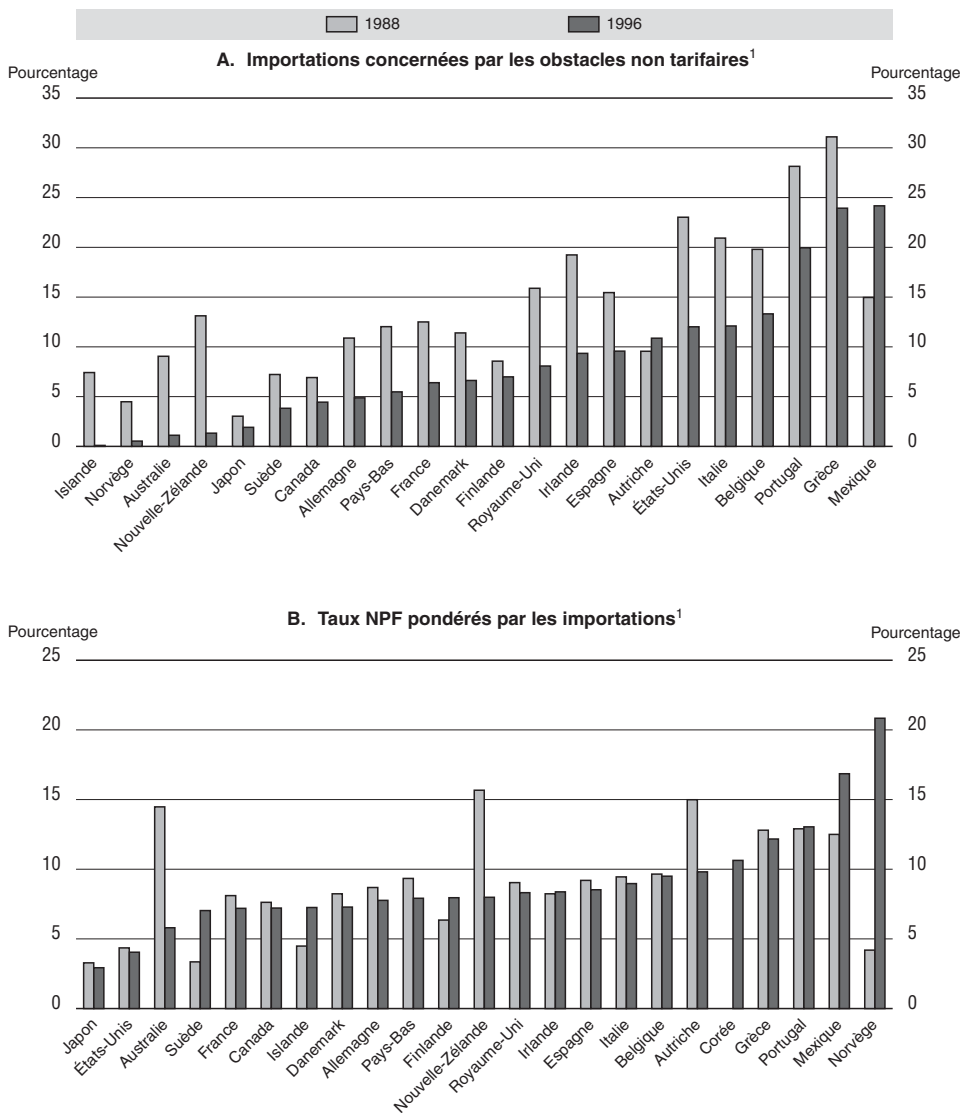 1988 1996
A. Importations concernées par les obstacles non tarifaires1
Pourcentage Pourcentage
35 35
30 30
25 25
20 20
15 15
10 10
5 5
0 0
Islande Norvège Australie Nouvelle-Zélande Japon Suède Canada Allemagne Pays-Bas France Danemark Finlande Royaume-Uni Irlande Espagne Autriche États-Unis Italie Belgique Portugal Grèce Mexique
B. Taux NPF pondérés par les importations1
Pourcentage Pourcentage
25 25
20 20
15 15
10 10
5 5
0 0
Japon États-Unis Australie Suède France Canada Islande Danemark Allemagne Pays-Bas Finlande Nouvelle-Zélande Royaume-Uni Irlande Espagne Italie Belgique Autriche Corée Grèce Portugal Mexique Norvège